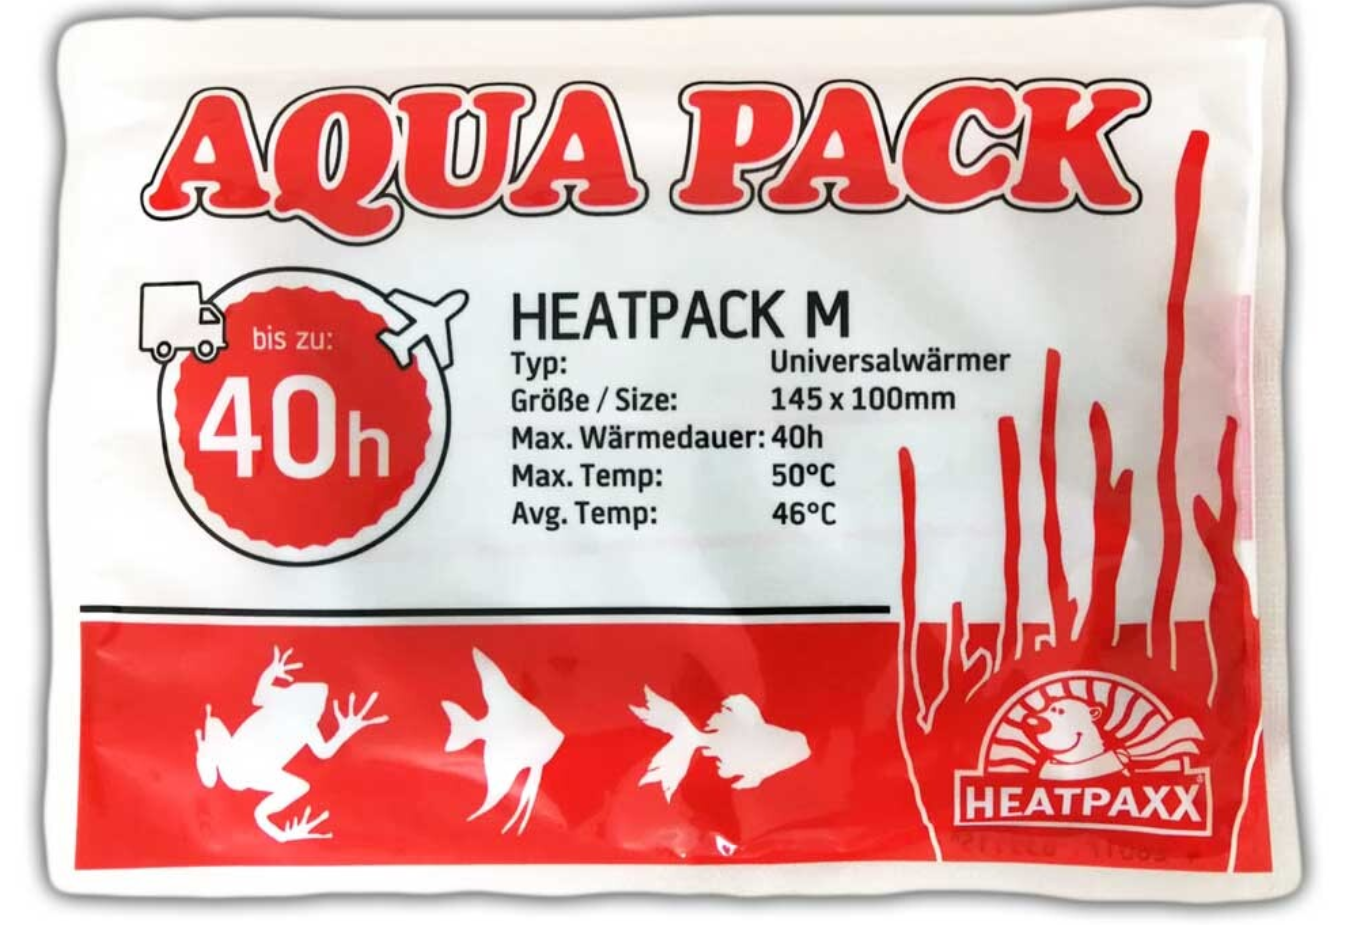 AQUA PACK
bis zu:
40h
HEATPACK M
Typ: Universalwärmer
Größe / Size: 145 x 100mm
Max. Wärmedauer: 40h
Max. Temp: 50°C
Avg. Temp: 46°C
HEATPAXX®